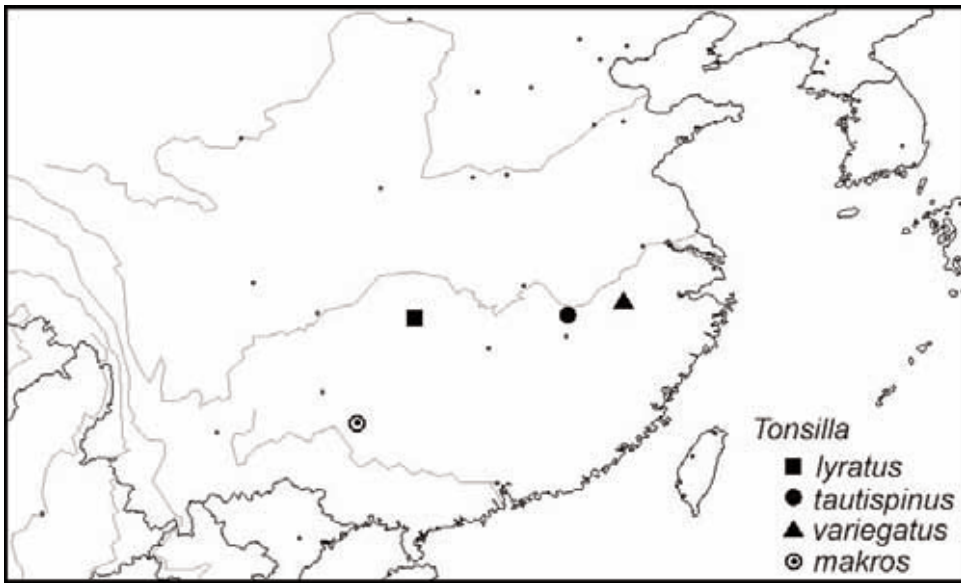 Tonsilla
lyratus
tautispinus
variegatus
makros